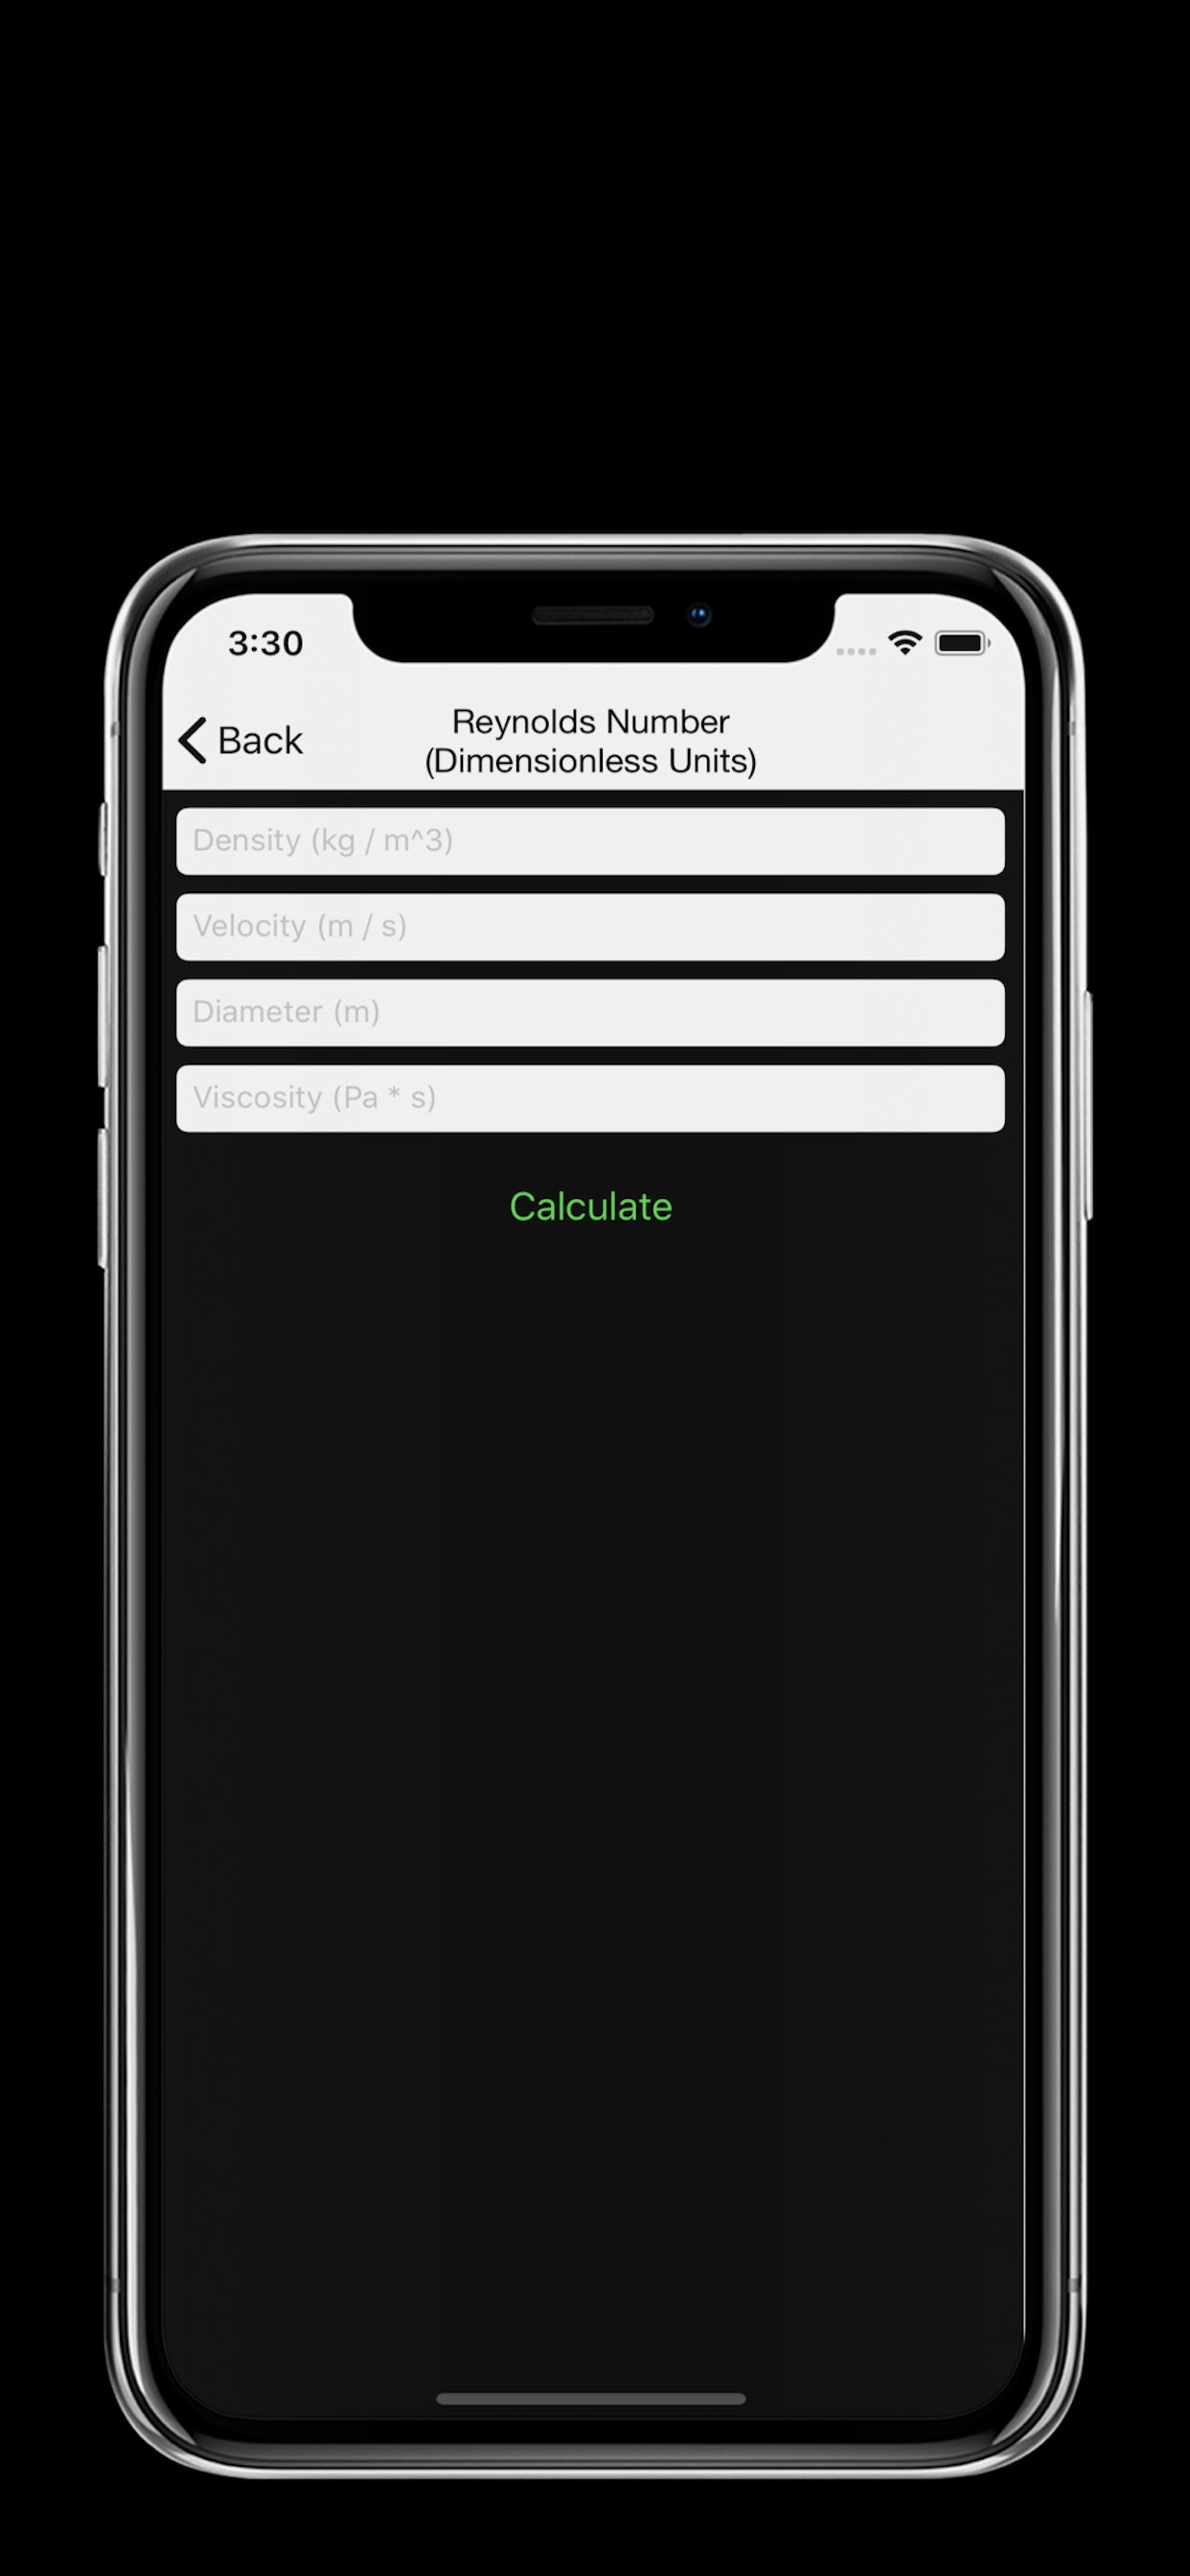 3:30
Back
Reynolds Number
(Dimensionless Units)
Density (kg / m^3)
Velocity (m / s)
Diameter (m)
Viscosity (Pa * s)
Calculate